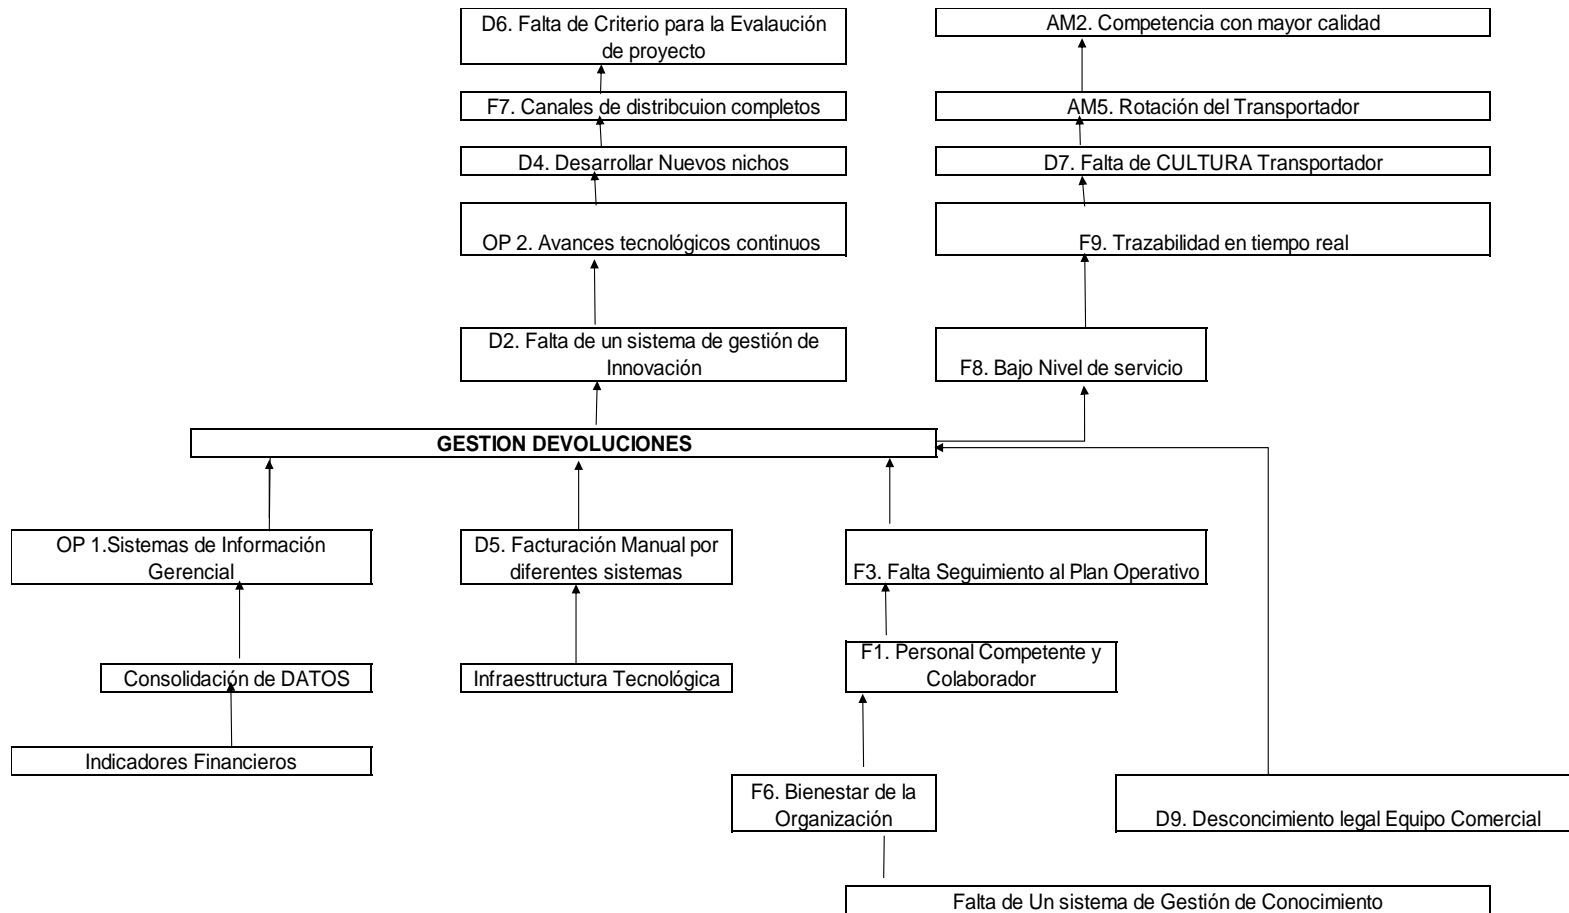 D6. Falta de Criterio para la Evalaución
de proyecto
AM2. Competencia con mayor calidad
F7. Canales de distribcuion completos
AM5. Rotación del Transportador
D4. Desarrollar Nuevos nichos
D7. Falta de CULTURA Transportador
OP 2. Avances tecnológicos continuos
F9. Trazabilidad en tiempo real
D2. Falta de un sistema de gestión de
Innovación
F8. Bajo Nivel de servicio
GESTION DEVOLUCIONES
OP 1.Sistemas de Información
Gerencial
D5. Facturación Manual por
diferentes sistemas
F3. Falta Seguimiento al Plan Operativo
F1. Personal Competente y
Colaborador
Consolidación de DATOS
Infraesttructura Tecnológica
Indicadores Financieros
F6. Bienestar de la
Organización
D9. Desconcimiento legal Equipo Comercial
Falta de Un sistema de Gestión de Conocimiento